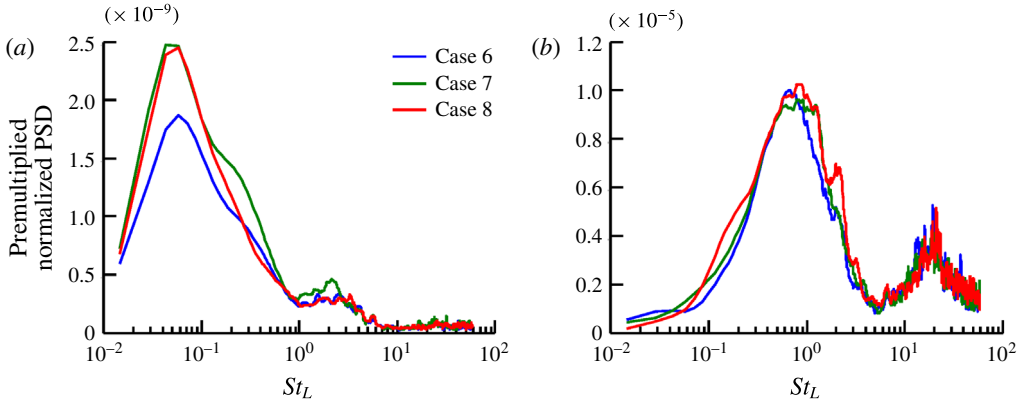 (× 10⁻⁹)
(a)
2.5
2.0
1.5
1.0
0.5
0
10⁻²
10⁻¹
10⁰
10¹
10²
St_L
Premultiplied
normalized PSD
Case 6
Case 7
Case 8
(× 10⁻⁵)
(b)
1.2
1.0
0.8
0.6
0.4
0.2
0
10⁻²
10⁻¹
10⁰
10¹
10²
St_L